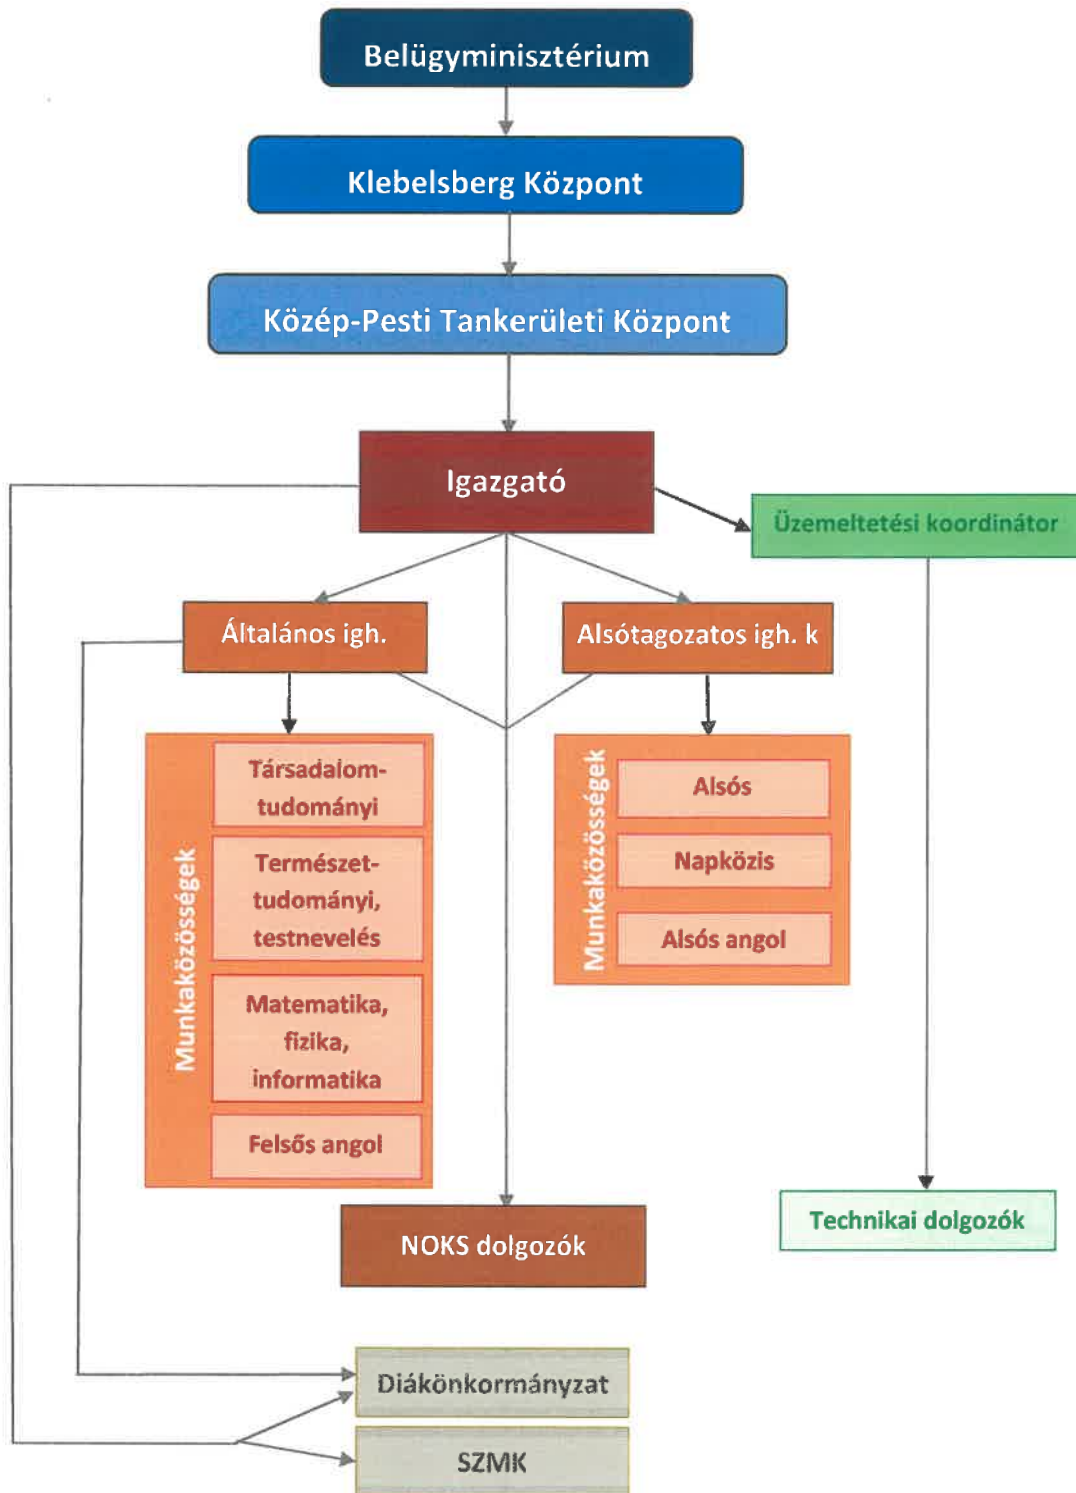 Belügyminisztérium
Klebelsberg Központ
Közép-Pesti Tankerületi Központ
Igazgató
Üzemeltetési koordinátor
Általános igh.
Alsótagozatos igh. k
Munkaközösségek
Társadalom-
tudományi
Természet-
tudományi,
testnevelés
Matematika,
fizika,
informatika
Felsős angol
Munkaközösségek
Alsós
Napközis
Alsós angol
NOKS dolgozók
Technikai dolgozók
Diákönkormányzat
SZMK